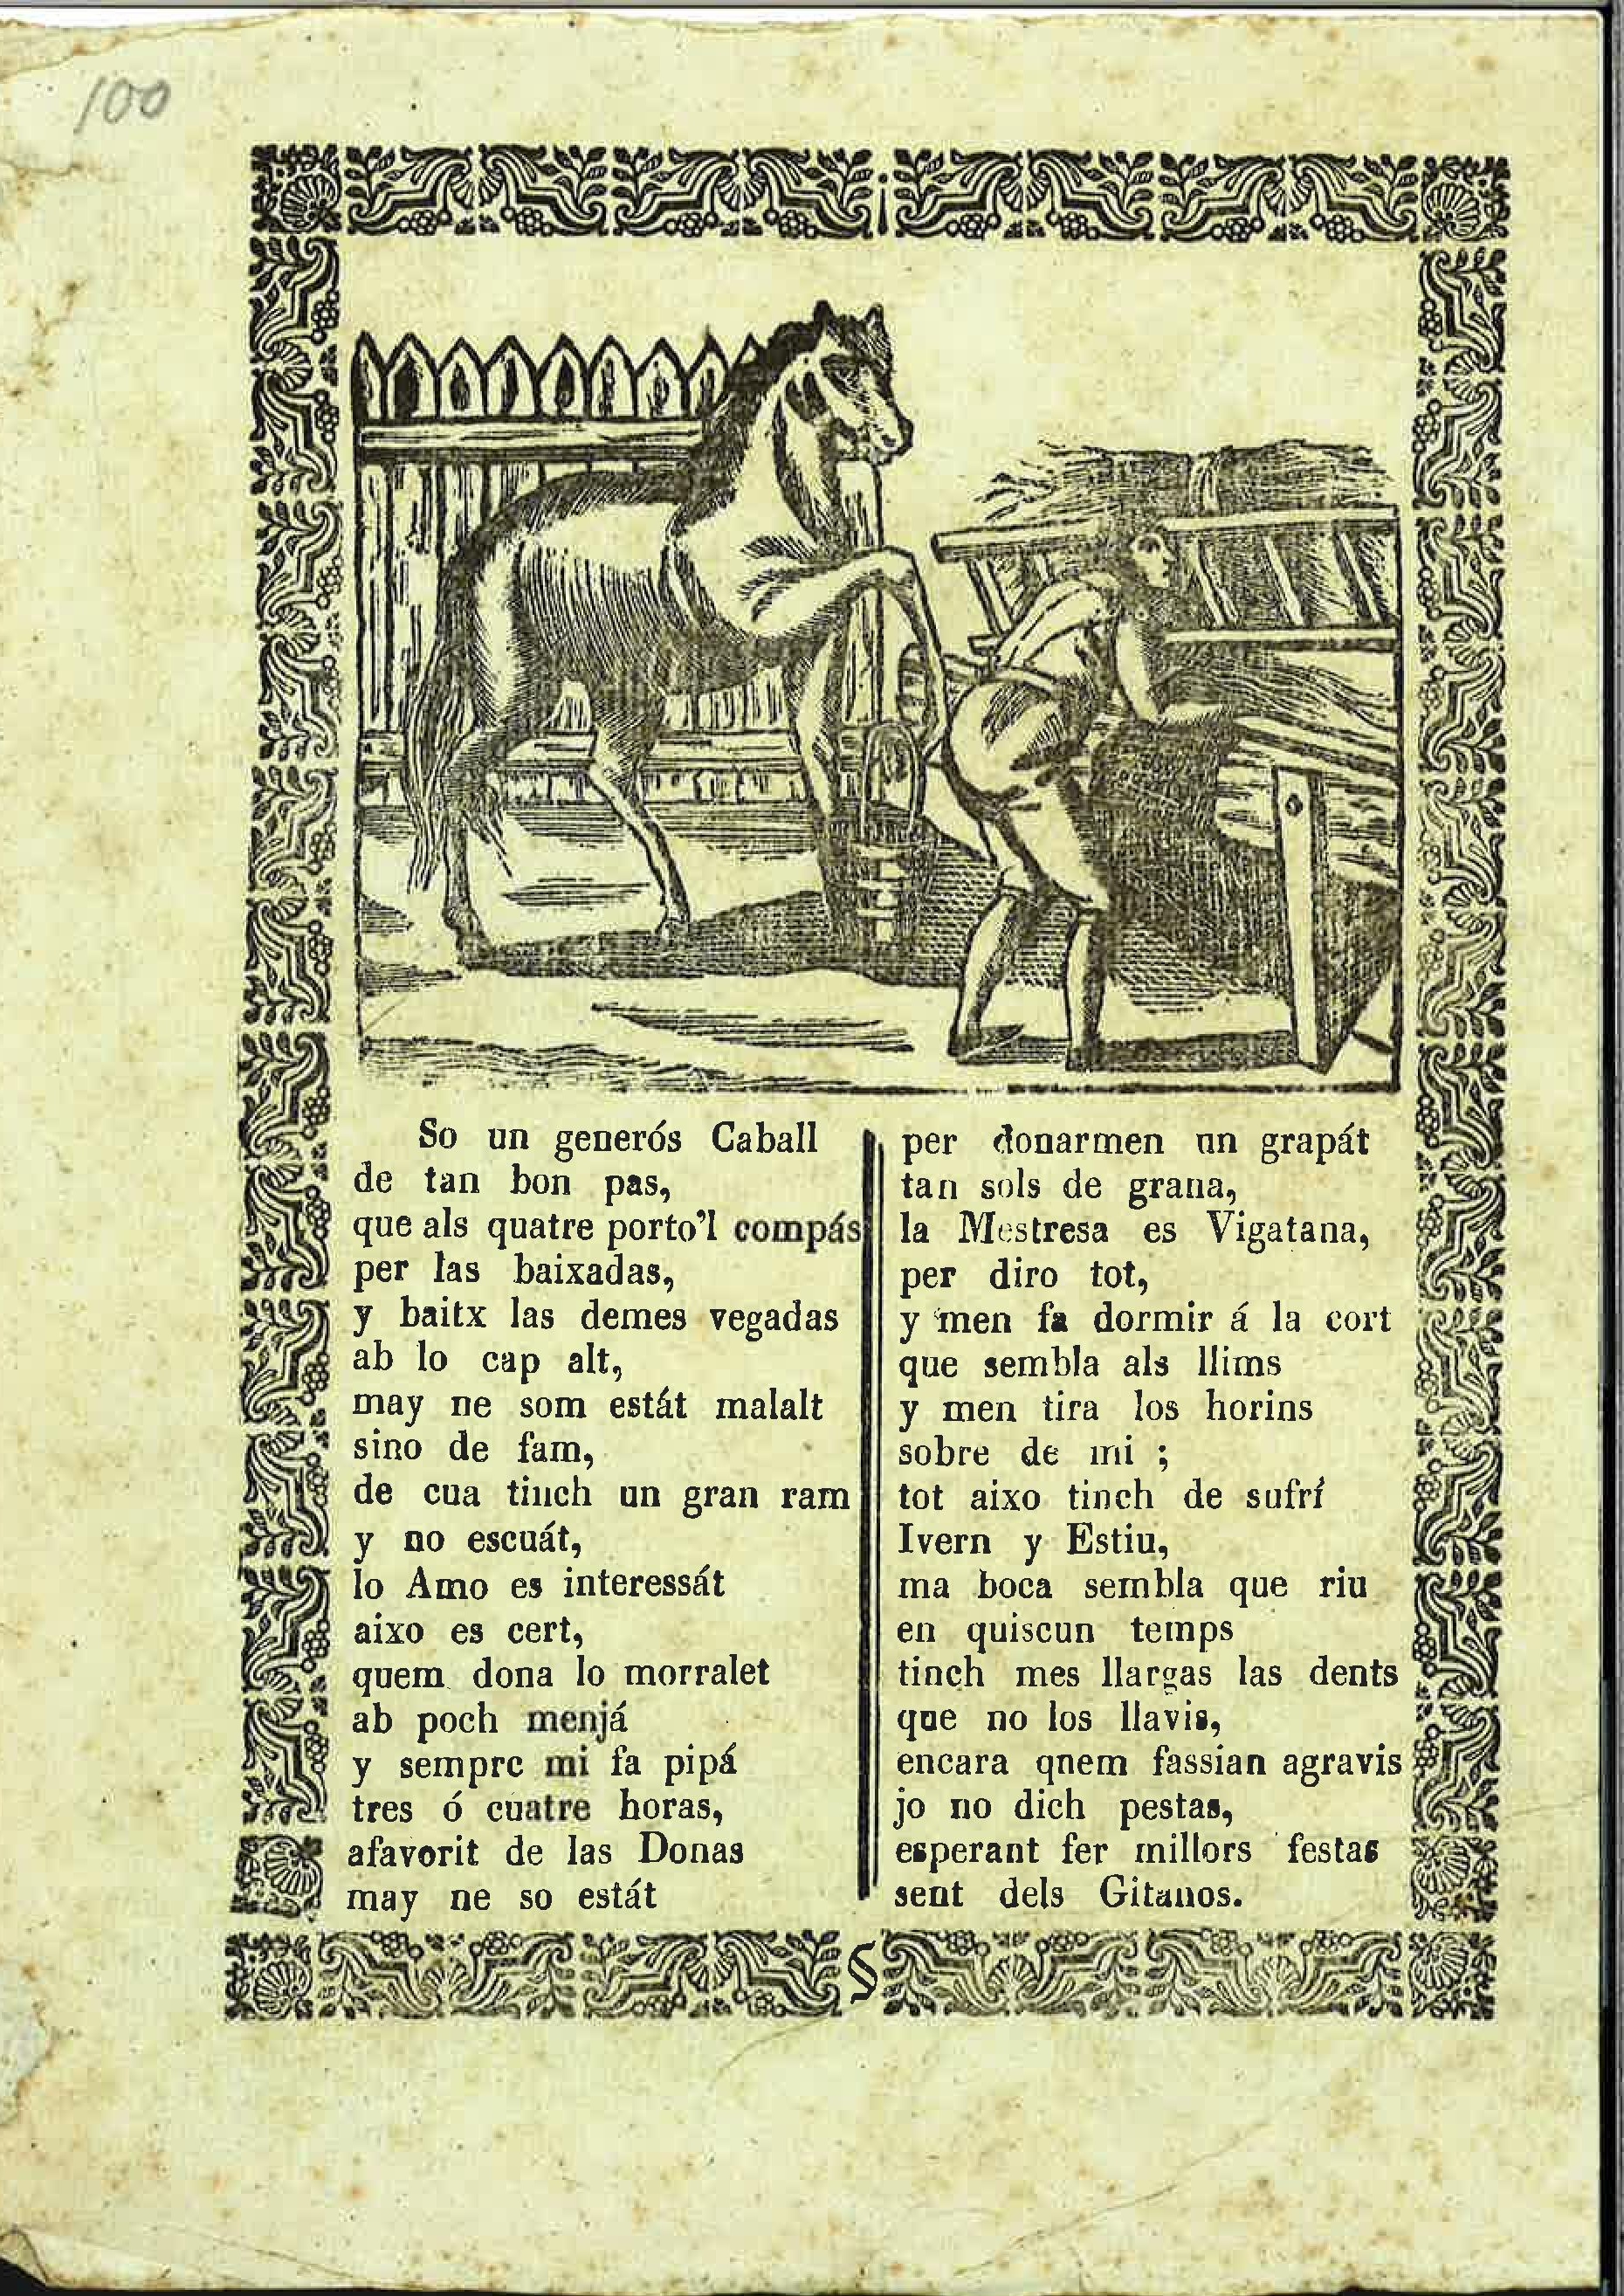 100
So un generós Caball
de tan bon pas,
que als quatre porto'l compás
per las baixadas,
y baitx las demes vegadas
ab lo cap alt,
may ne som estát malalt
sino de fam,
de cua tinch un gran ram
y no escuát,
lo Amo es interessát
aixo es cert,
quem dona lo morralet
ab poch menjá
y sempre mi fa pipá
tres ó cuatre horas,
afavorit de las Donas
may ne so estát
per donarmen un grapát
tan sols de grana,
la Mestresa es Vigatana,
per diro tot,
y men fa dormir á la cort
que sembla als llims
y men tira los horins
sobre de mi ;
tot aixo tinch de sufrí
Ivern y Estiu,
ma boca sembla que riu
en quiscun temps
tinch mes llargas las dents
que no los llavis,
encara qnem fassian agravis
jo no dich pestas,
esperant fer millors festas
sent dels Gitanos.
§